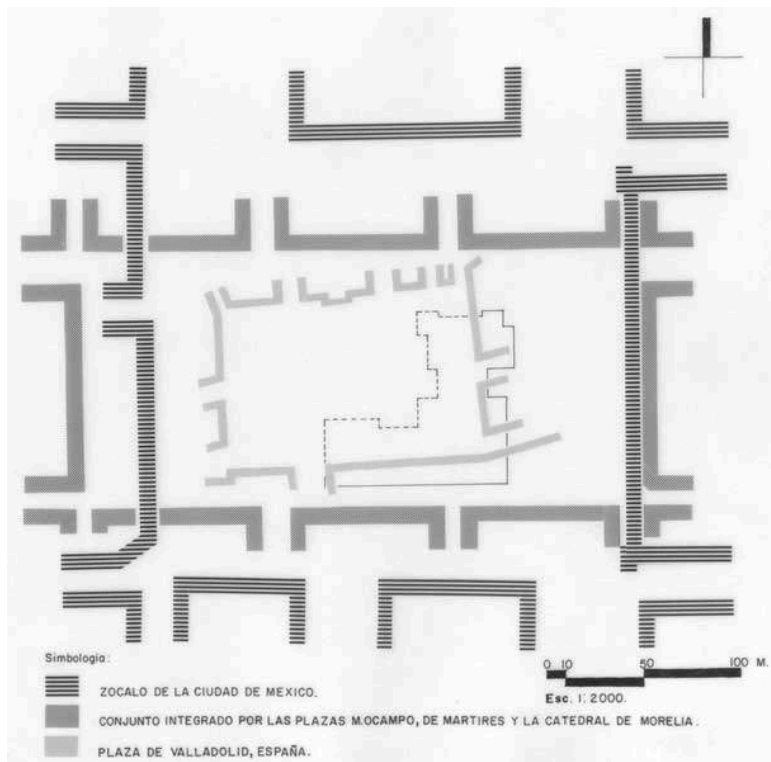 Simbología:
0 10 50 100 M.
Esc. 1:2000.
ZOCALO DE LA CIUDAD DE MEXICO.
CONJUNTO INTEGRADO POR LAS PLAZAS M.OCAMPO, DE MARTIRES Y LA CATEDRAL DE MORELIA.
PLAZA DE VALLADOLID, ESPAÑA.